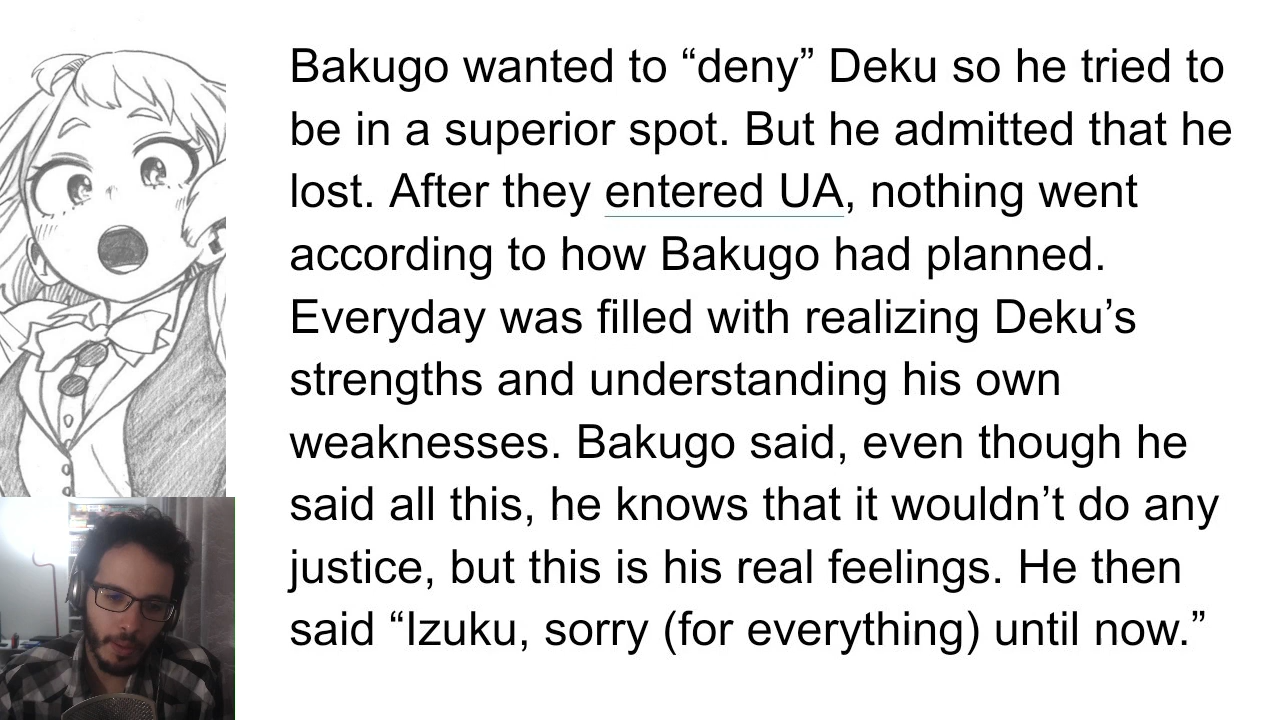 Bakugo wanted to “deny” Deku so he tried to
be in a superior spot. But he admitted that he
lost. After they entered UA, nothing went
according to how Bakugo had planned.
Everyday was filled with realizing Deku’s
strengths and understanding his own
weaknesses. Bakugo said, even though he
said all this, he knows that it wouldn’t do any
justice, but this is his real feelings. He then
said “Izuku, sorry (for everything) until now.”